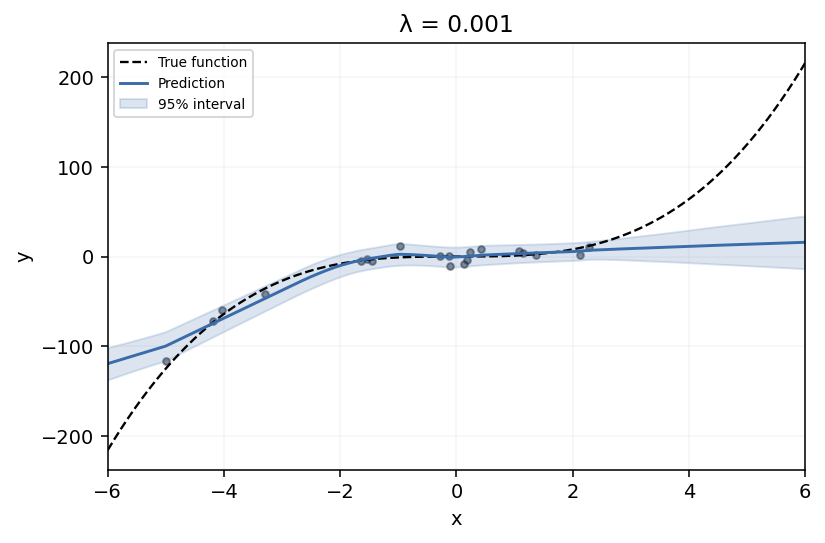 λ = 0.001
True function
Prediction
95% interval
200
100
0
−100
−200
y
−6 −4 −2 0 2 4 6
x